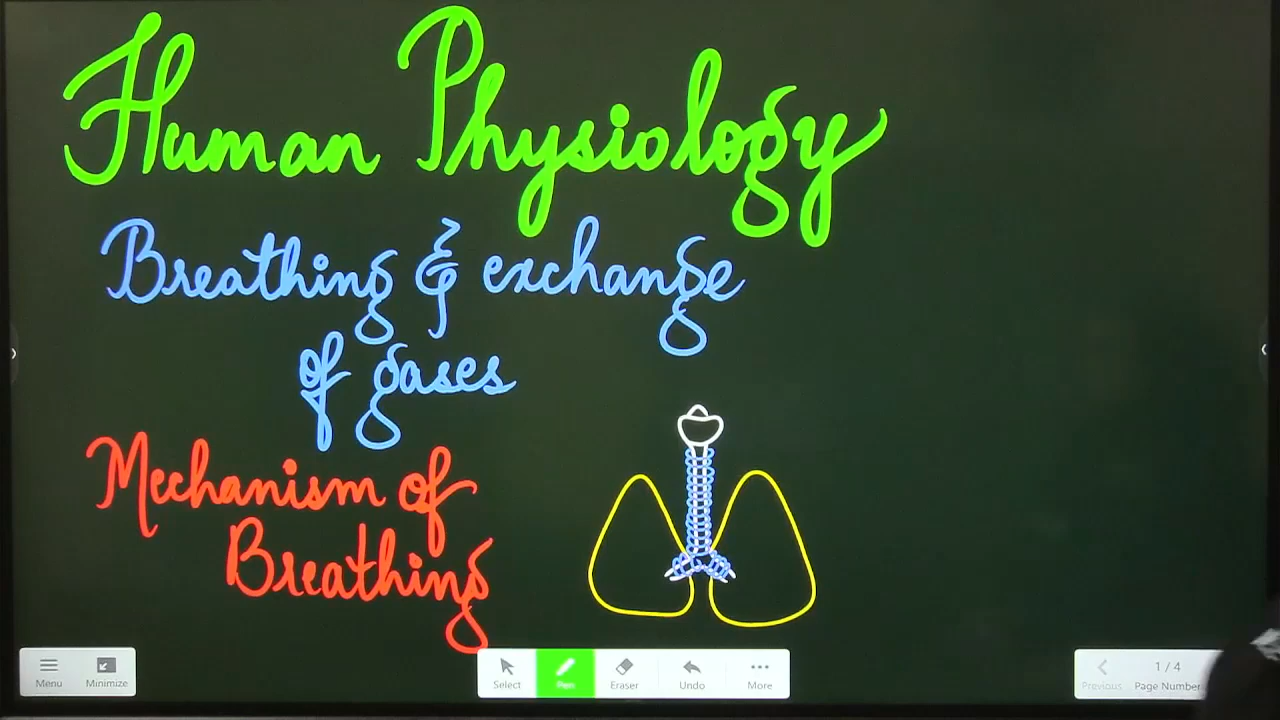 Human Physiology
Breathing & exchange
of gases
Mechanism of
Breathing
Menu
Minimize
Select
Pen
Eraser
Undo
More
Previous
1 / 4
Page Number